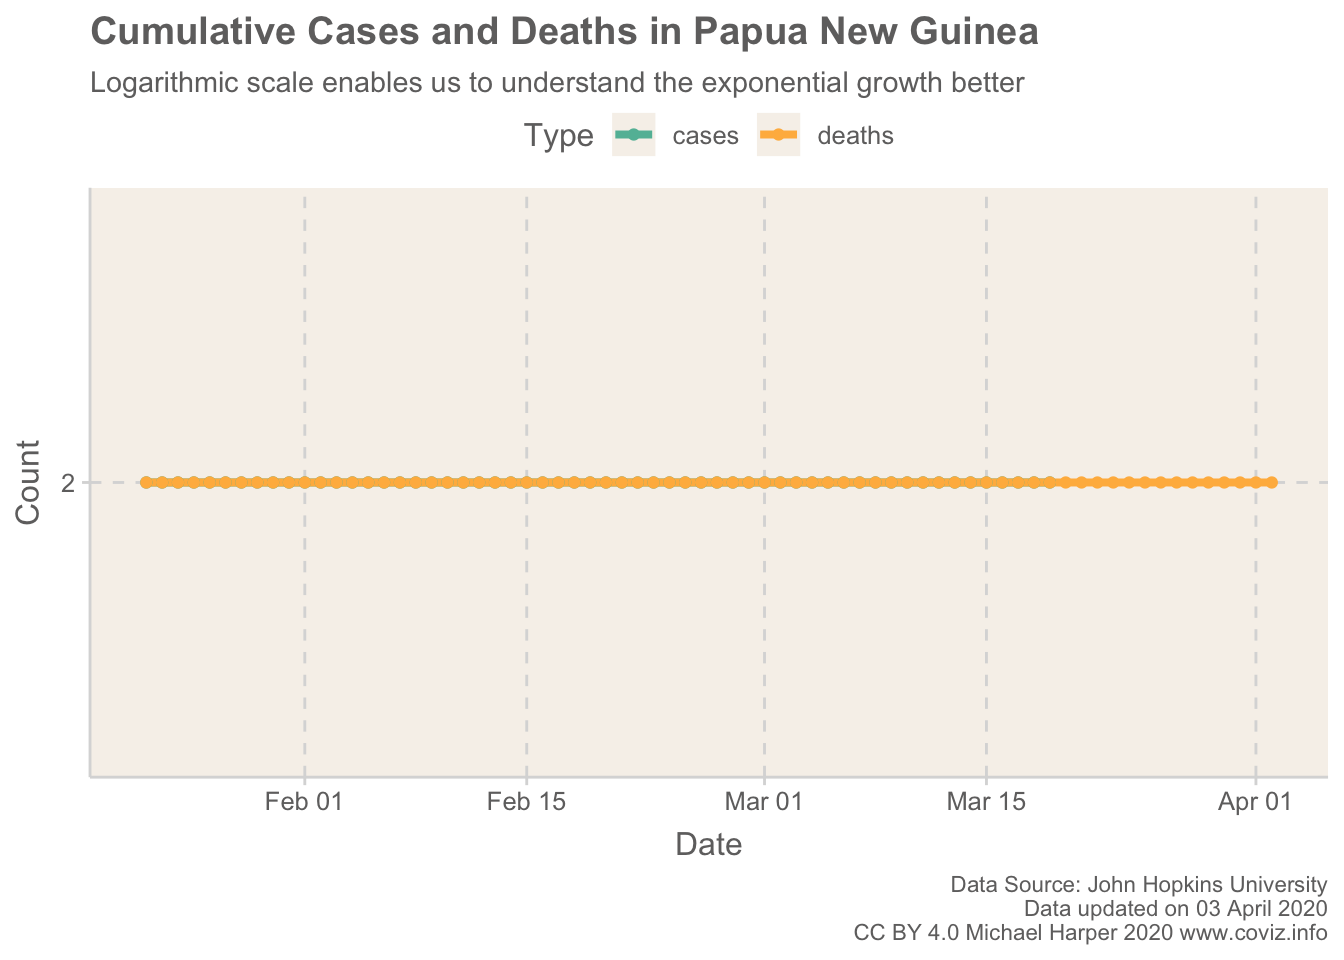 Cumulative Cases and Deaths in Papua New Guinea
Logarithmic scale enables us to understand the exponential growth better
Type cases deaths
Count
2
Feb 01 Feb 15 Mar 01 Mar 15 Apr 01
Date
Data Source: John Hopkins University
Data updated on 03 April 2020
CC BY 4.0 Michael Harper 2020 www.coviz.info